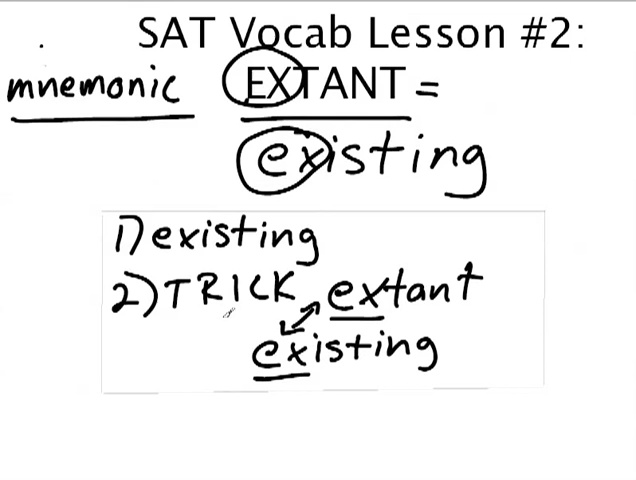 SAT Vocab Lesson #2:
mnemonic EXTANT =
existing
1) existing
2) TRICK extant
existing